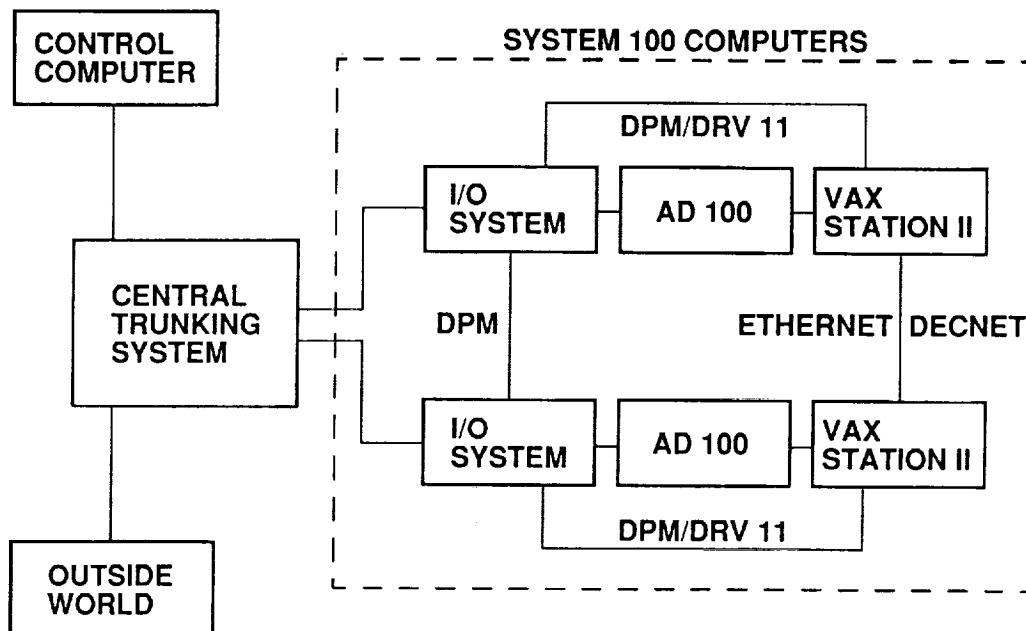 CONTROL
COMPUTER
SYSTEM 100 COMPUTERS
DPM/DRV 11
I/O
SYSTEM
AD 100
VAX
STATION II
CENTRAL
TRUNKING
SYSTEM
DPM
ETHERNET
DECNET
I/O
SYSTEM
AD 100
VAX
STATION II
DPM/DRV 11
OUTSIDE
WORLD